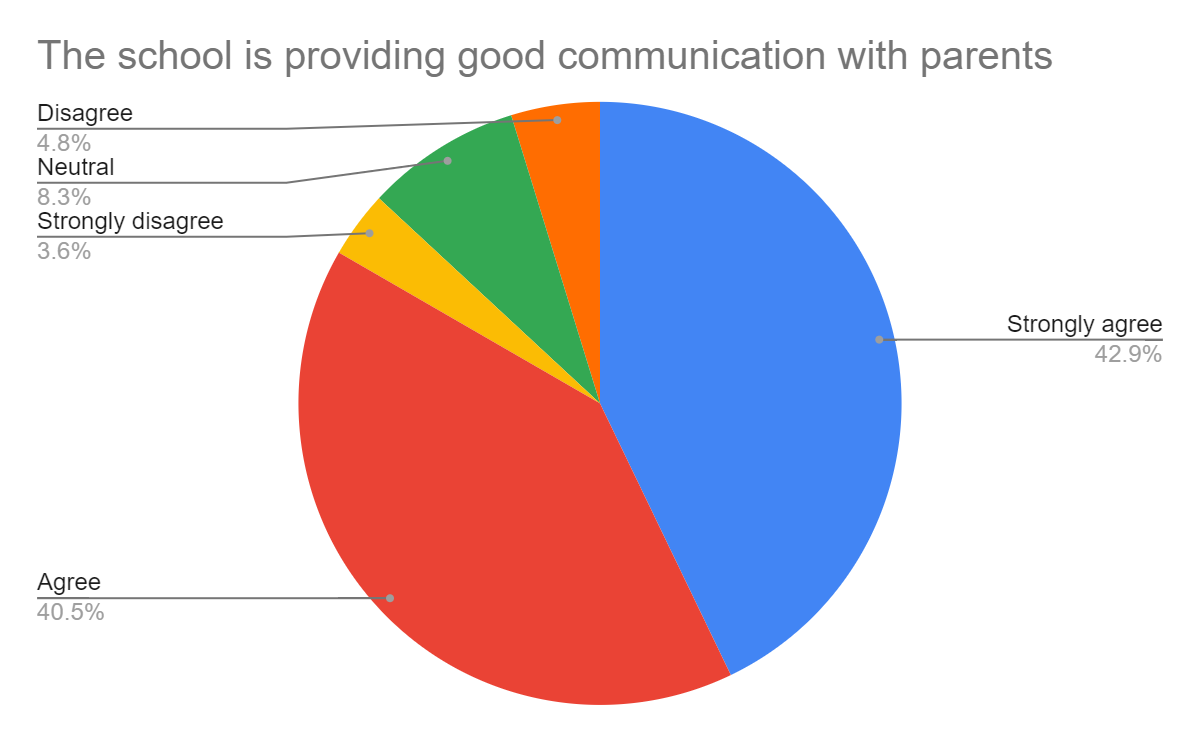 The school is providing good communication with parents
Disagree
4.8%
Neutral
8.3%
Strongly disagree
3.6%
Strongly agree
42.9%
Agree
40.5%